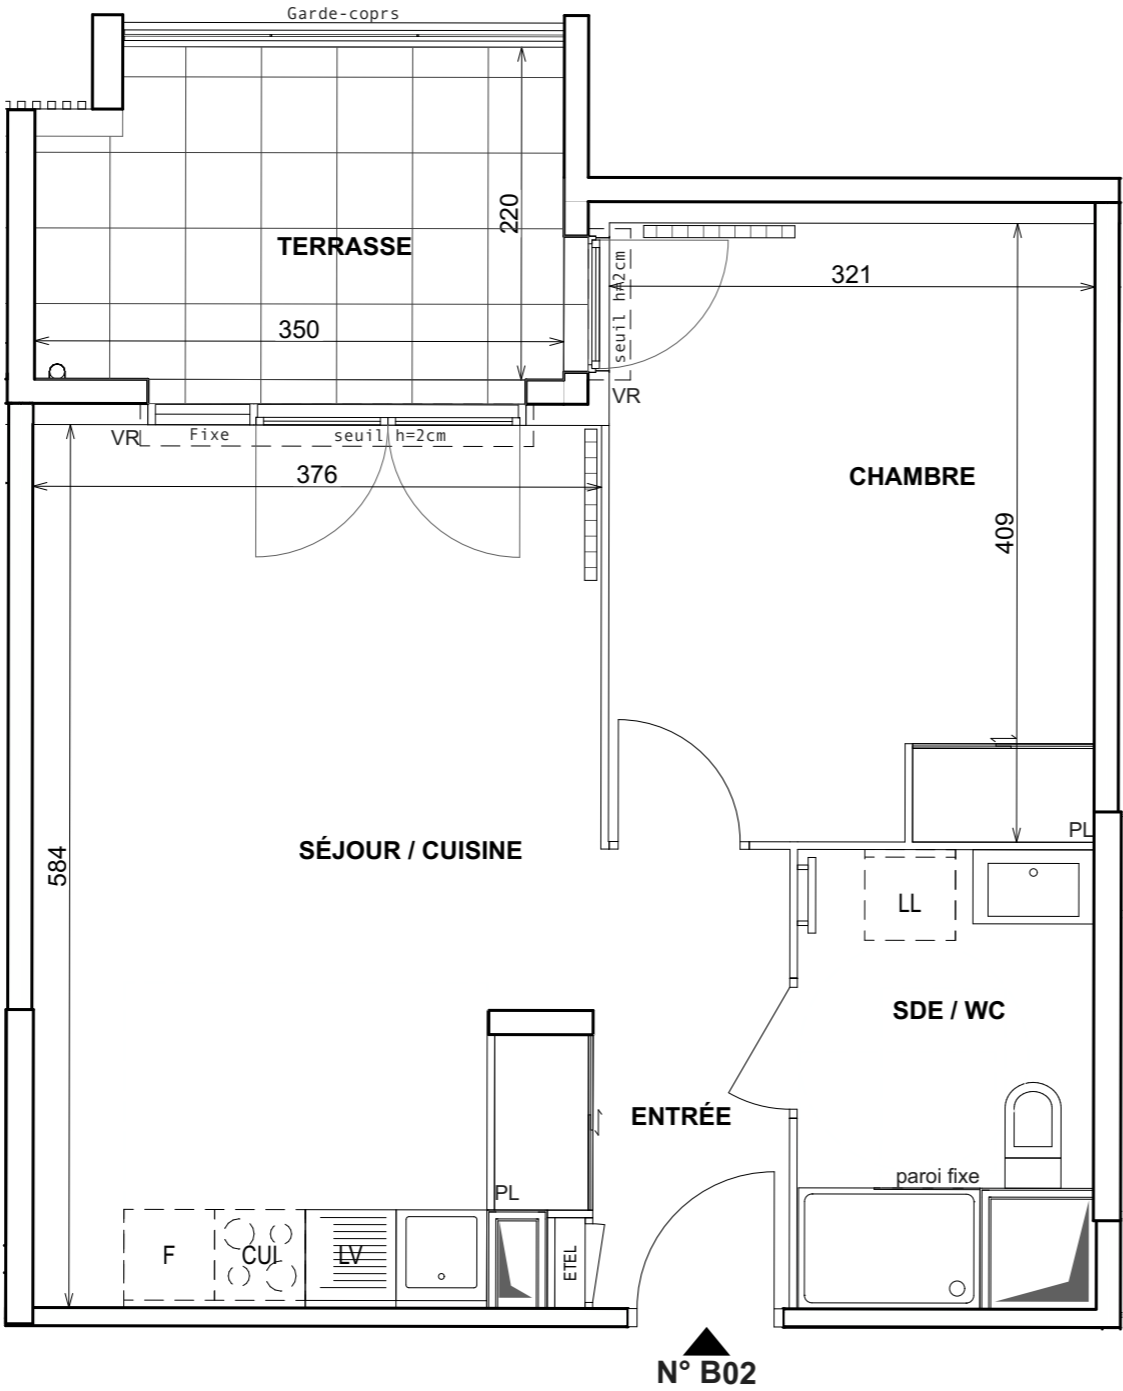 Garde-coprs
TERRASSE
220
350
seuil h=2cm
321
VR
VR
Fixe
seuil h=2cm
376
CHAMBRE
409
SÉJOUR / CUISINE
584
PL
LL
SDE / WC
ENTRÉE
paroi fixe
PL
F
CUI
LV
ETEL
N° B02